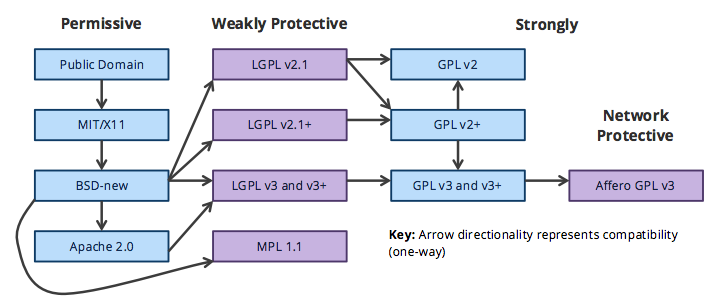 Permissive
Weakly Protective
Strongly
Public Domain
LGPL v2.1
GPL v2
MIT/X11
LGPL v2.1+
GPL v2+
Network
Protective
BSD-new
LGPL v3 and v3+
GPL v3 and v3+
Affero GPL v3
Apache 2.0
MPL 1.1
Key: Arrow directionality represents compatibility
(one-way)